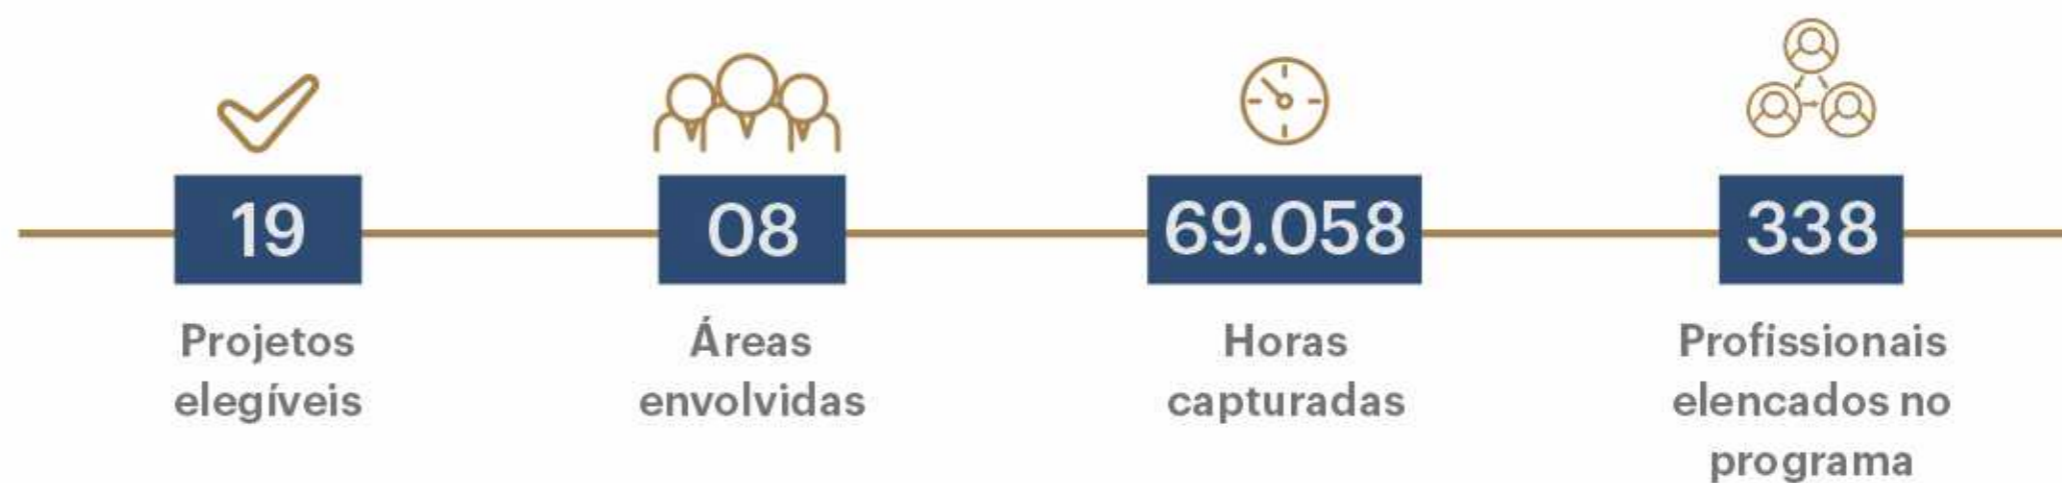 19
Projetos
elegíveis
08
Áreas
envolvidas
69.058
Horas
capturadas
338
Profissionais
elencados no
programa